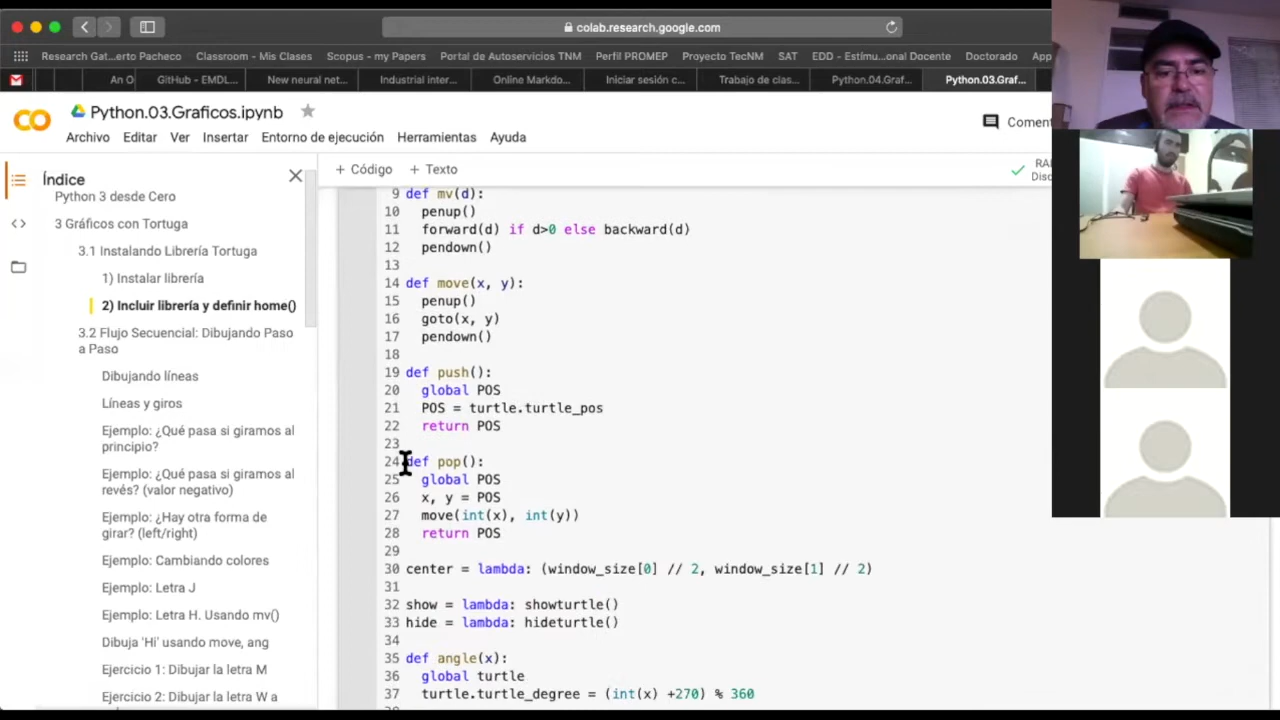 colab.research.google.com
Research Gat...erto Pacheco Classroom - Mis Clases Scopus - my Papers Portal de Autoservicios TNM Perfil PROMEP Proyecto TecNM SAT EDD - Estímu...onal Docente Doctorado App
An O GitHub - EMDL... New neural net... Industrial inter... Online Markdo... Iniciar sesión c... Trabajo de clas... Python.04.Graf... Python.03.Graf...
Python.03.Graficos.ipynb
Archivo Editar Ver Insertar Entorno de ejecución Herramientas Ayuda
Coment
+ Código + Texto
RA
Disc
Índice
Python 3 desde Cero
3 Gráficos con Tortuga
3.1 Instalando Librería Tortuga
1) Instalar librería
2) Incluir librería y definir home()
3.2 Flujo Secuencial: Dibujando Paso
a Paso
Dibujando líneas
Líneas y giros
Ejemplo: ¿Qué pasa si giramos al
principio?
Ejemplo: ¿Qué pasa si giramos al
revés? (valor negativo)
Ejemplo: ¿Hay otra forma de
girar? (left/right)
Ejemplo: Cambiando colores
Ejemplo: Letra J
Ejemplo: Letra H. Usando mv()
Dibuja 'Hi' usando move, ang
Ejercicio 1: Dibujar la letra M
Ejercicio 2: Dibujar la letra W a
9 def mv(d):
10 penup()
11 forward(d) if d>0 else backward(d)
12 pendown()
13
14 def move(x, y):
15 penup()
16 goto(x, y)
17 pendown()
18
19 def push():
20 global POS
21 POS = turtle.turtle_pos
22 return POS
23
24 def pop():
25 global POS
26 x, y = POS
27 move(int(x), int(y))
28 return POS
29
30 center = lambda: (window_size[0] // 2, window_size[1] // 2)
31
32 show = lambda: showturtle()
33 hide = lambda: hideturtle()
34
35 def angle(x):
36 global turtle
37 turtle.turtle_degree = (int(x) +270) % 360